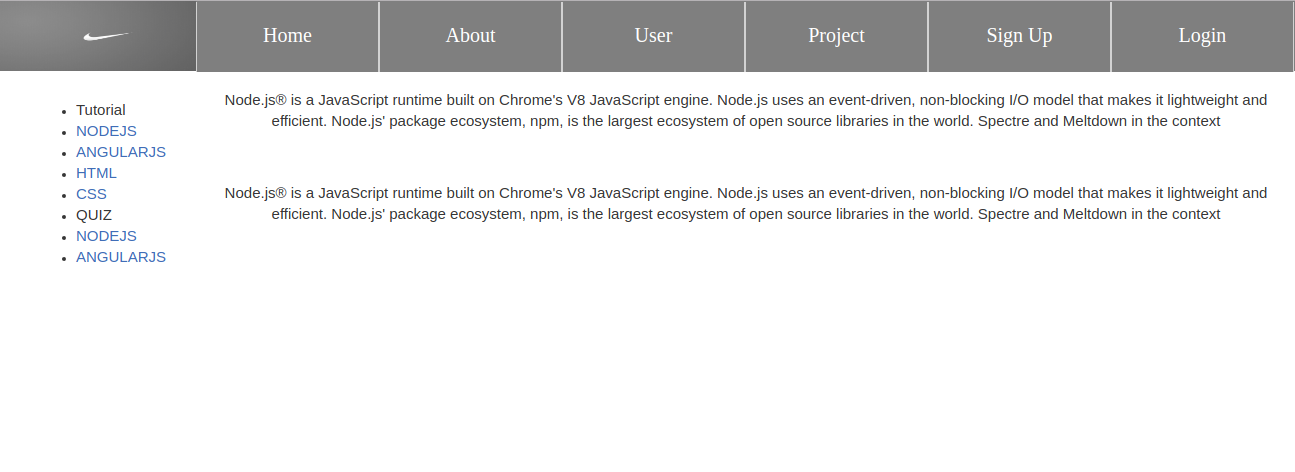 Home About User Project Sign Up Login
Tutorial
NODEJS
ANGULARJS
HTML
CSS
QUIZ
NODEJS
ANGULARJS
Node.js® is a JavaScript runtime built on Chrome's V8 JavaScript engine. Node.js uses an event-driven, non-blocking I/O model that makes it lightweight and
efficient. Node.js' package ecosystem, npm, is the largest ecosystem of open source libraries in the world. Spectre and Meltdown in the context
Node.js® is a JavaScript runtime built on Chrome's V8 JavaScript engine. Node.js uses an event-driven, non-blocking I/O model that makes it lightweight and
efficient. Node.js' package ecosystem, npm, is the largest ecosystem of open source libraries in the world. Spectre and Meltdown in the context